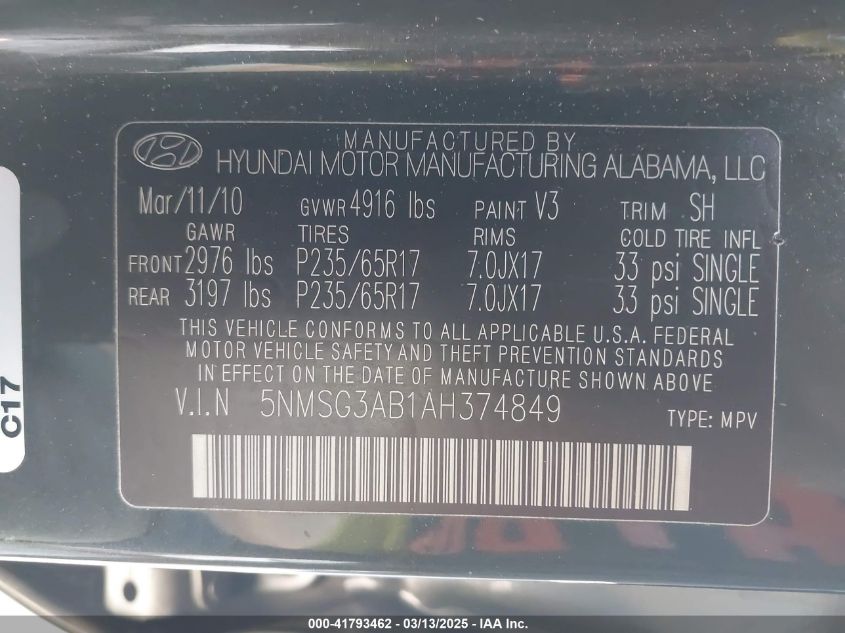 MANUFACTURED BY
HYUNDAI MOTOR MANUFACTURING ALABAMA, LLC
Mar/11/10 GVWR 4916 lbs PAINT V3 TRIM SH
GAWR TIRES RIMS COLD TIRE INFL
FRONT 2976 lbs P235/65R17 7.0JX17 33 psi SINGLE
REAR 3197 lbs P235/65R17 7.0JX17 33 psi SINGLE
THIS VEHICLE CONFORMS TO ALL APPLICABLE U.S.A. FEDERAL
MOTOR VEHICLE SAFETY AND THEFT PREVENTION STANDARDS
IN EFFECT ON THE DATE OF MANUFACTURE SHOWN ABOVE
V.I.N 5NMSG3AB1AH374849 TYPE: MPV
C17
000-41793462 - 03/13/2025 - IAA Inc.